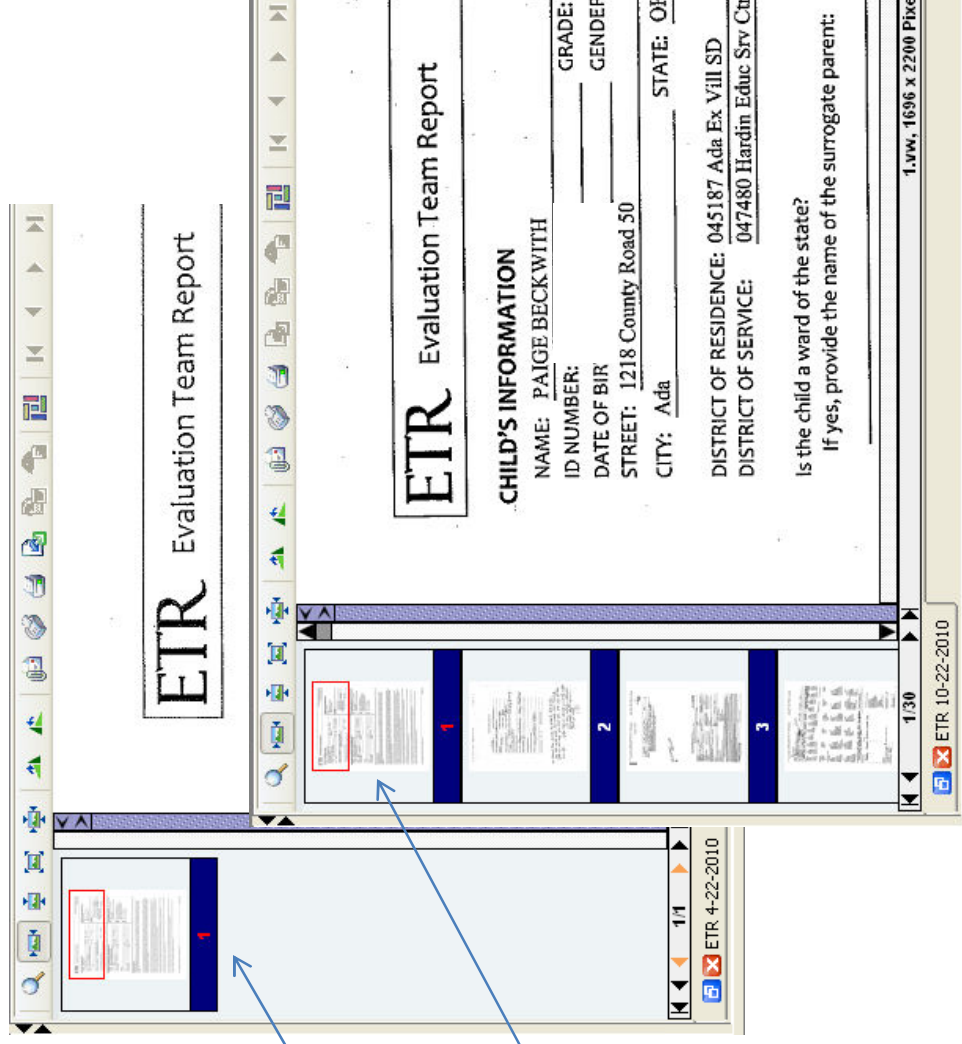 ETR Evaluation Team Report
1
1/1
ETR 4-22-2010
ETR Evaluation Team Report
CHILD'S INFORMATION
NAME: PAIGE BECKWITH
ID NUMBER:
GRADE:
DATE OF BIR
GENDER
STREET: 1218 County Road 50
CITY: Ada
STATE:
DISTRICT OF RESIDENCE: 045187 Ada Ex Vill SD
DISTRICT OF SERVICE: 047480 Hardin Educ Srv Ctr
Is the child a ward of the state?
If yes, provide the name of the surrogate parent:
1
2
3
1/30
1.vw, 1696 x 2200 Pixe
ETR 10-22-2010